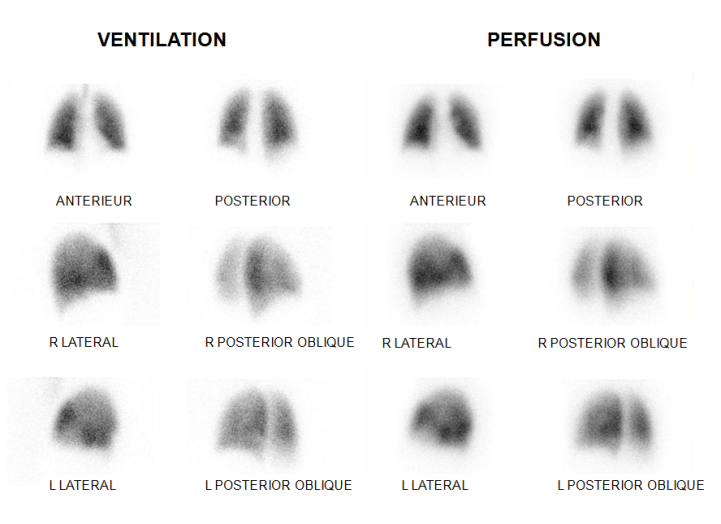 VENTILATION PERFUSION
ANTERIEUR POSTERIOR ANTERIEUR POSTERIOR
R LATERAL R POSTERIOR OBLIQUE R LATERAL R POSTERIOR OBLIQUE
L LATERAL L POSTERIOR OBLIQUE L LATERAL L POSTERIOR OBLIQUE